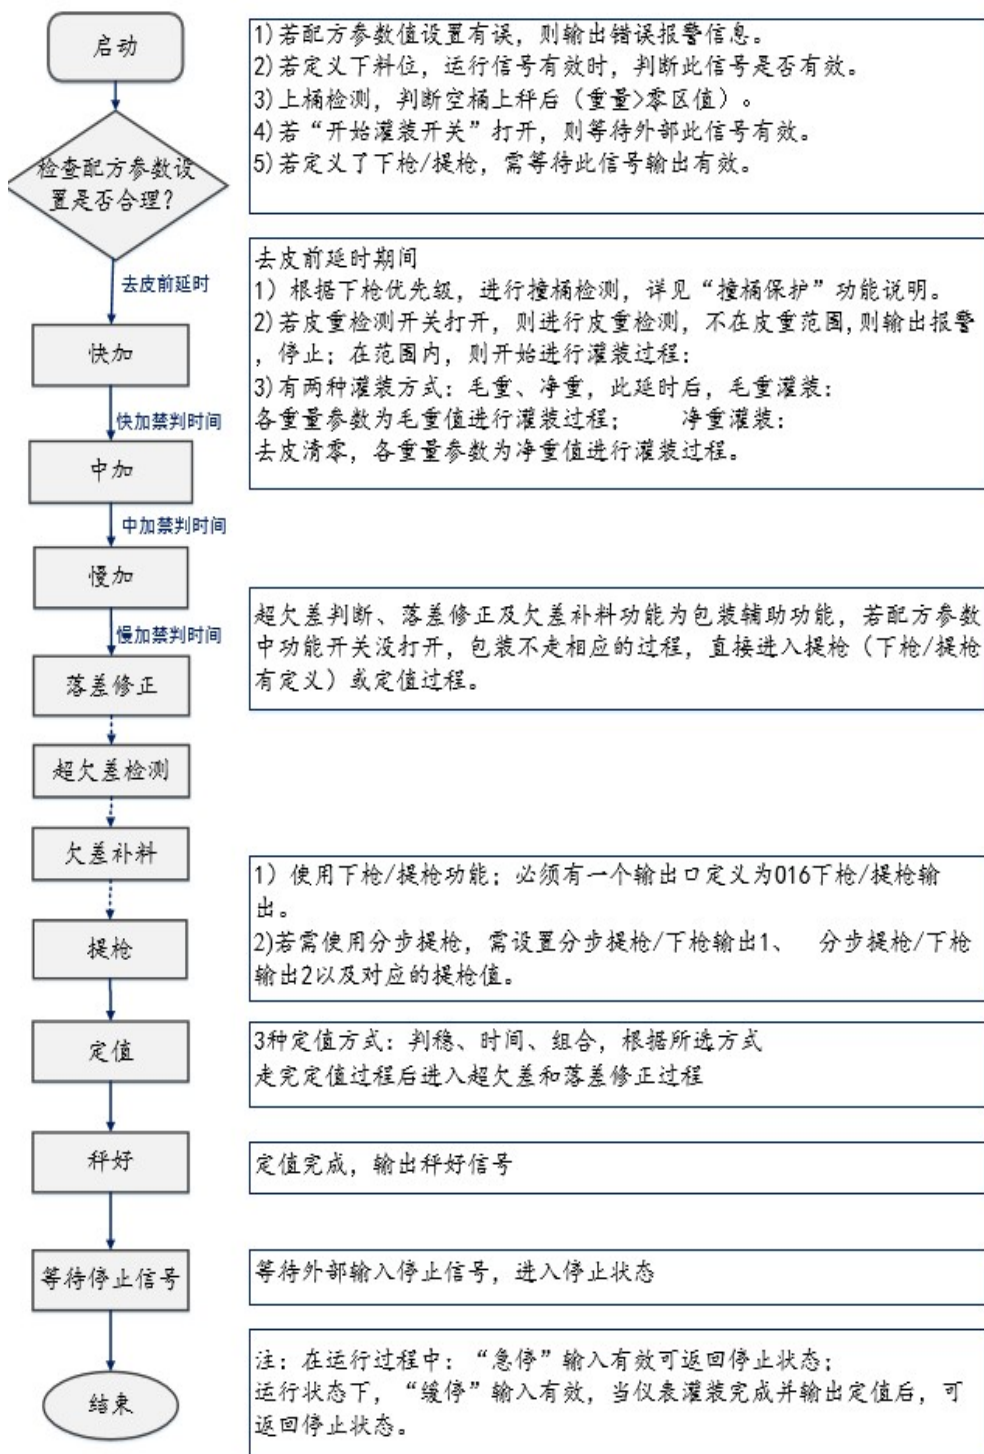 启动
1)若配方参数值设置有误，则输出错误报警信息。
2)若定义下料位，运行信号有效时，判断此信号是否有效。
3)上桶检测，判断空桶上秤后（重量>零区值）。
4)若“开始灌装开关”打开，则等待外部此信号有效。
5)若定义了下枪/提枪，需等待此信号输出有效。
检查配方参数设
置是否合理？
去皮前延时
去皮前延时期间
1）根据下枪优先级，进行撞桶检测，详见“撞桶保护”功能说明。
2)若皮重检测开关打开，则进行皮重检测，不在皮重范围,则输出报警
，停止；在范围内，则开始进行灌装过程；
3)有两种灌装方式：毛重、净重，此延时后，毛重灌装：
各重量参数为毛重值进行灌装过程； 净重灌装：
去皮清零，各重量参数为净重值进行灌装过程。
快加
快加禁判时间
中加
中加禁判时间
慢加
慢加禁判时间
超欠差判断、落差修正及欠差补料功能为包装辅助功能，若配方参数
中功能开关没打开，包装不走相应的过程，直接进入提枪（下枪/提枪
有定义）或定值过程。
落差修正
超欠差检测
欠差补料
提枪
1）使用下枪/提枪功能；必须有一个输出口定义为O16下枪/提枪输
出。
2)若需使用分步提枪，需设置分步提枪/下枪输出1、 分步提枪/下枪
输出2以及对应的提枪值。
定值
3种定值方式：判稳、时间、组合，根据所选方式
走完定值过程后进入超欠差和落差修正过程
秤好
定值完成，输出秤好信号
等待停止信号
等待外部输入停止信号，进入停止状态
结束
注：在运行过程中：“急停”输入有效可返回停止状态；
运行状态下，“缓停”输入有效，当仪表灌装完成并输出定值后，可
返回停止状态。